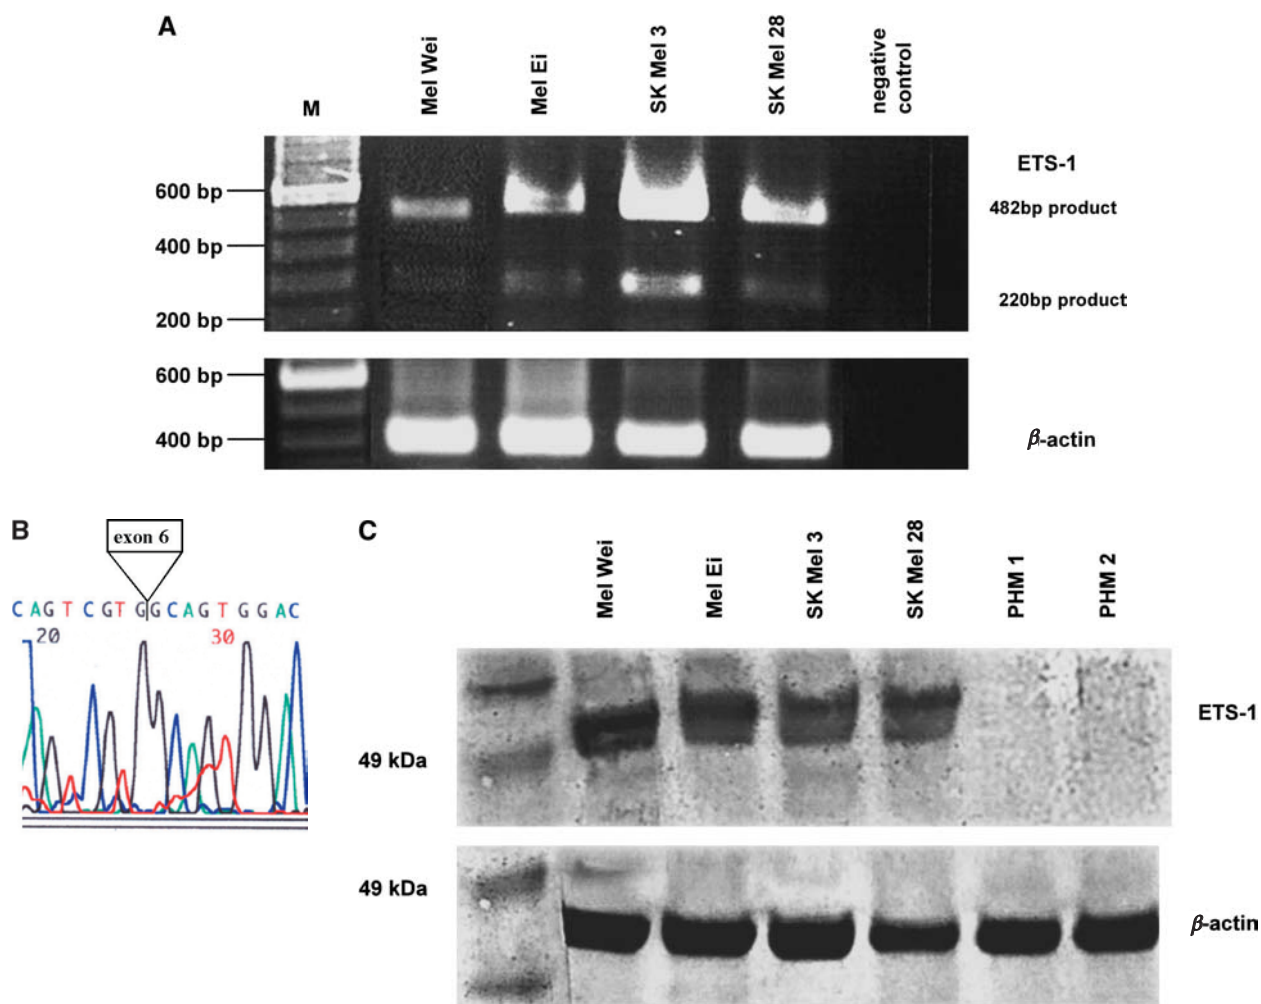 A
M
Mel Wei
Mel Ei
SK Mel 3
SK Mel 28
negative
control
600 bp
400 bp
200 bp
ETS-1
482bp product
220bp product
600 bp
400 bp
β-actin
B
exon 6
CAGTCGTGGCAGTGGAC
20 30
C
Mel Wei
Mel Ei
SK Mel 3
SK Mel 28
PHM 1
PHM 2
49 kDa
ETS-1
49 kDa
β-actin